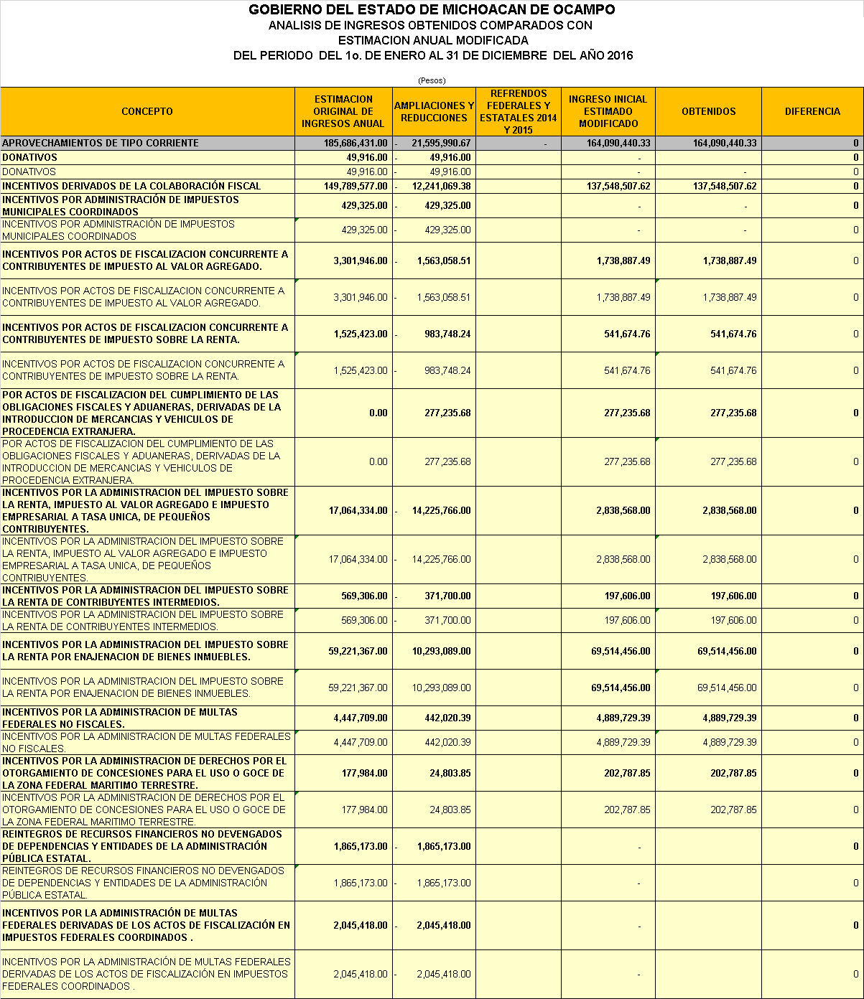 GOBIERNO DEL ESTADO DE MICHOACAN DE OCAMPO
ANALISIS DE INGRESOS OBTENIDOS COMPARADOS CON
ESTIMACION ANUAL MODIFICADA
DEL PERIODO DEL 1o. DE ENERO AL 31 DE DICIEMBRE DEL AÑO 2016
(Pesos)
CONCEPTO
ESTIMACION
ORIGINAL DE
INGRESOS ANUAL
AMPLIACIONES Y
REDUCCIONES
REFRENDOS
FEDERALES Y
ESTATALES 2014
Y 2015
INGRESO INICIAL
ESTIMADO
MODIFICADO
OBTENIDOS
DIFERENCIA
APROVECHAMIENTOS DE TIPO CORRIENTE 185,686,431.00 - 21,595,990.67 - 164,090,440.33 164,090,440.33 0
DONATIVOS 49,916.00 - 49,916.00 - 0
DONATIVOS 49,916.00 - 49,916.00 - - 0
INCENTIVOS DERIVADOS DE LA COLABORACIÓN FISCAL 149,789,577.00 - 12,241,069.38 137,548,507.62 137,548,507.62 0
INCENTIVOS POR ADMINISTRACIÓN DE IMPUESTOS
MUNICIPALES COORDINADOS
429,325.00 - 429,325.00 - - 0
INCENTIVOS POR ADMINISTRACIÓN DE IMPUESTOS
MUNICIPALES COORDINADOS
429,325.00 - 429,325.00 - - 0
INCENTIVOS POR ACTOS DE FISCALIZACION CONCURRENTE A
CONTRIBUYENTES DE IMPUESTO AL VALOR AGREGADO.
3,301,946.00 - 1,563,058.51 1,738,887.49 1,738,887.49 0
INCENTIVOS POR ACTOS DE FISCALIZACION CONCURRENTE A
CONTRIBUYENTES DE IMPUESTO AL VALOR AGREGADO.
3,301,946.00 - 1,563,058.51 1,738,887.49 1,738,887.49 0
INCENTIVOS POR ACTOS DE FISCALIZACION CONCURRENTE A
CONTRIBUYENTES DE IMPUESTO SOBRE LA RENTA.
1,525,423.00 - 983,748.24 541,674.76 541,674.76 0
INCENTIVOS POR ACTOS DE FISCALIZACION CONCURRENTE A
CONTRIBUYENTES DE IMPUESTO SOBRE LA RENTA.
1,525,423.00 - 983,748.24 541,674.76 541,674.76 0
POR ACTOS DE FISCALIZACION DEL CUMPLIMIENTO DE LAS
OBLIGACIONES FISCALES Y ADUANERAS, DERIVADAS DE LA
INTRODUCCION DE MERCANCIAS Y VEHICULOS DE
PROCEDENCIA EXTRANJERA.
0.00 277,235.68 277,235.68 277,235.68 0
POR ACTOS DE FISCALIZACION DEL CUMPLIMIENTO DE LAS
OBLIGACIONES FISCALES Y ADUANERAS, DERIVADAS DE LA
INTRODUCCION DE MERCANCIAS Y VEHICULOS DE
PROCEDENCIA EXTRANJERA.
0.00 277,235.68 277,235.68 277,235.68 0
INCENTIVOS POR LA ADMINISTRACION DEL IMPUESTO SOBRE
LA RENTA, IMPUESTO AL VALOR AGREGADO E IMPUESTO
EMPRESARIAL A TASA UNICA, DE PEQUEÑOS
CONTRIBUYENTES.
17,064,334.00 - 14,225,766.00 2,838,568.00 2,838,568.00 0
INCENTIVOS POR LA ADMINISTRACION DEL IMPUESTO SOBRE
LA RENTA, IMPUESTO AL VALOR AGREGADO E IMPUESTO
EMPRESARIAL A TASA UNICA, DE PEQUEÑOS
CONTRIBUYENTES.
17,064,334.00 - 14,225,766.00 2,838,568.00 2,838,568.00 0
INCENTIVOS POR LA ADMINISTRACION DEL IMPUESTO SOBRE
LA RENTA DE CONTRIBUYENTES INTERMEDIOS.
569,306.00 - 371,700.00 197,606.00 197,606.00 0
INCENTIVOS POR LA ADMINISTRACION DEL IMPUESTO SOBRE
LA RENTA DE CONTRIBUYENTES INTERMEDIOS.
569,306.00 - 371,700.00 197,606.00 197,606.00 0
INCENTIVOS POR LA ADMINISTRACION DEL IMPUESTO SOBRE
LA RENTA POR ENAJENACION DE BIENES INMUEBLES.
59,221,367.00 10,293,089.00 69,514,456.00 69,514,456.00 0
INCENTIVOS POR LA ADMINISTRACION DEL IMPUESTO SOBRE
LA RENTA POR ENAJENACION DE BIENES INMUEBLES.
59,221,367.00 10,293,089.00 69,514,456.00 69,514,456.00 0
INCENTIVOS POR LA ADMINISTRACION DE MULTAS
FEDERALES NO FISCALES.
4,447,709.00 442,020.39 4,889,729.39 4,889,729.39 0
INCENTIVOS POR LA ADMINISTRACION DE MULTAS FEDERALES
NO FISCALES.
4,447,709.00 442,020.39 4,889,729.39 4,889,729.39 0
INCENTIVOS POR LA ADMINISTRACION DE DERECHOS POR EL
OTORGAMIENTO DE CONCESIONES PARA EL USO O GOCE DE
LA ZONA FEDERAL MARITIMO TERRESTRE.
177,984.00 24,803.85 202,787.85 202,787.85 0
INCENTIVOS POR LA ADMINISTRACION DE DERECHOS POR EL
OTORGAMIENTO DE CONCESIONES PARA EL USO O GOCE DE
LA ZONA FEDERAL MARITIMO TERRESTRE.
177,984.00 24,803.85 202,787.85 202,787.85 0
REINTEGROS DE RECURSOS FINANCIEROS NO DEVENGADOS
DE DEPENDENCIAS Y ENTIDADES DE LA ADMINISTRACIÓN
PÚBLICA ESTATAL.
1,865,173.00 - 1,865,173.00 - 0
REINTEGROS DE RECURSOS FINANCIEROS NO DEVENGADOS
DE DEPENDENCIAS Y ENTIDADES DE LA ADMINISTRACIÓN
PÚBLICA ESTATAL.
1,865,173.00 - 1,865,173.00 - 0
INCENTIVOS POR LA ADMINISTRACIÓN DE MULTAS
FEDERALES DERIVADAS DE LOS ACTOS DE FISCALIZACIÓN EN
IMPUESTOS FEDERALES COORDINADOS .
2,045,418.00 - 2,045,418.00 - 0
INCENTIVOS POR LA ADMINISTRACIÓN DE MULTAS FEDERALES
DERIVADAS DE LOS ACTOS DE FISCALIZACIÓN EN IMPUESTOS
FEDERALES COORDINADOS .
2,045,418.00 - 2,045,418.00 - 0